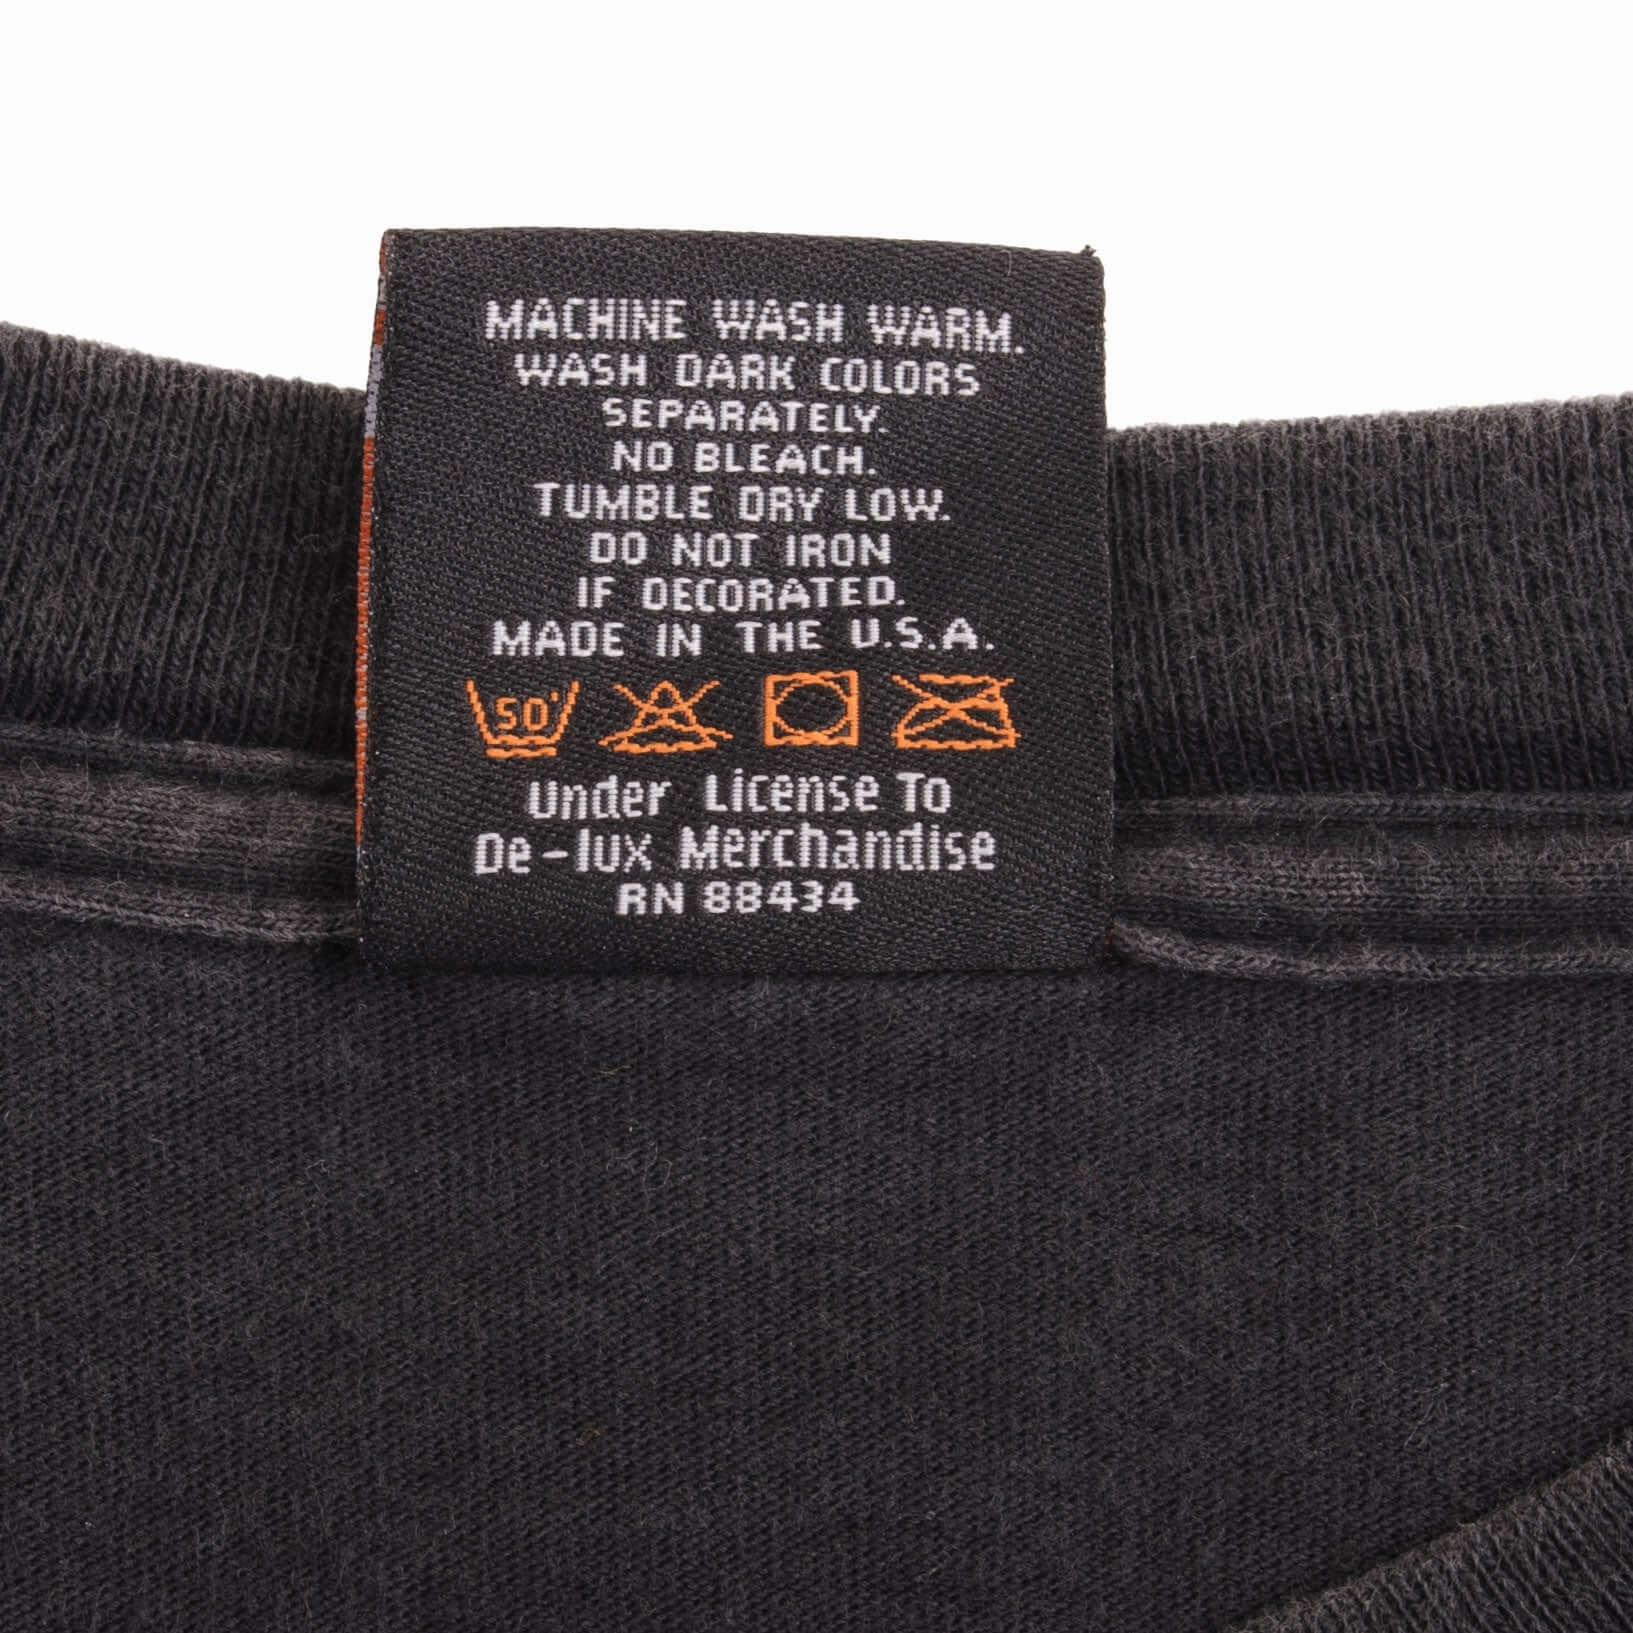 MACHINE WASH WARM.
WASH DARK COLORS
SEPARATELY.
NO BLEACH.
TUMBLE DRY LOW.
DO NOT IRON
IF DECORATED.
MADE IN THE U.S.A.
50°
Under License To
De-lux Merchandise
RN 88434